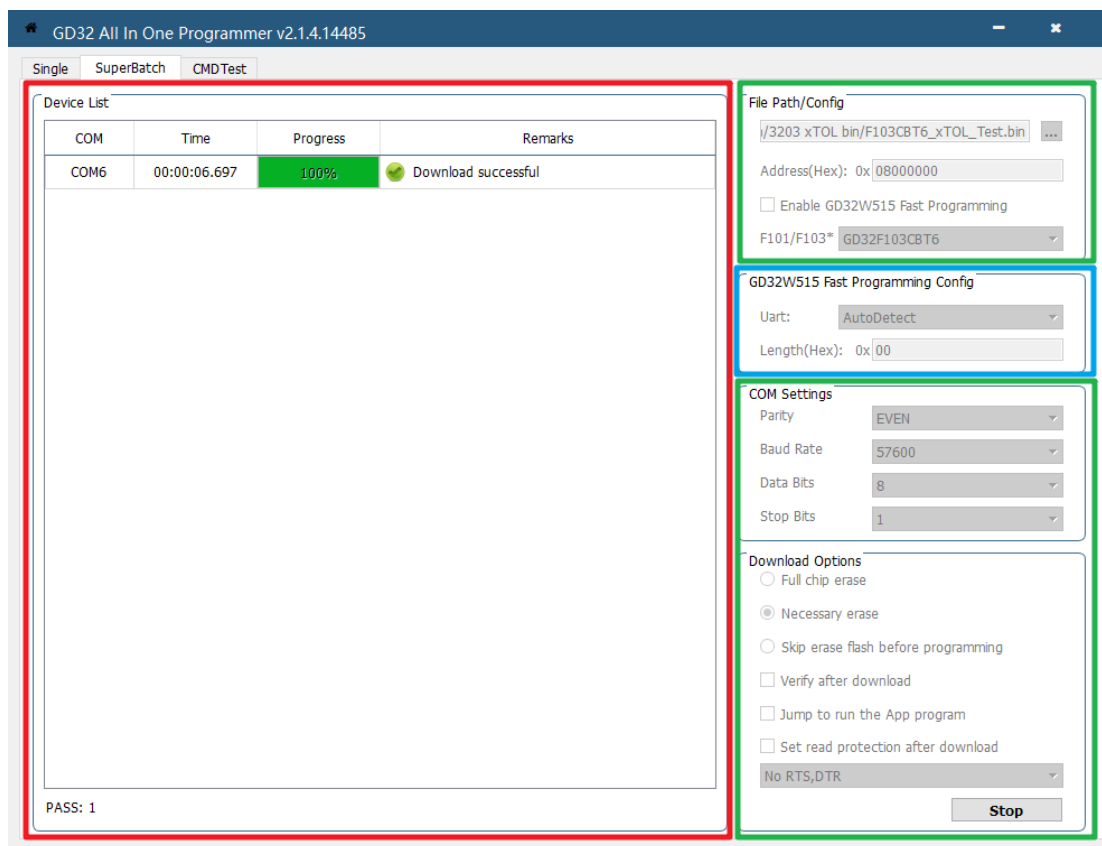 GD32 All In One Programmer v2.1.4.14485
Single SuperBatch CMDTest
Device List
COM Time Progress Remarks
COM6 00:00:06.697 100% Download successful
PASS: 1
File Path/Config
/3203 xTOL bin/F103CBT6_xTOL_Test.bin ...
Address(Hex): 0x 08000000
Enable GD32W515 Fast Programming
F101/F103* GD32F103CBT6
GD32W515 Fast Programming Config
Uart: AutoDetect
Length(Hex): 0x 00
COM Settings
Parity EVEN
Baud Rate 57600
Data Bits 8
Stop Bits 1
Download Options
Full chip erase
Necessary erase
Skip erase flash before programming
Verify after download
Jump to run the App program
Set read protection after download
No RTS,DTR
Stop